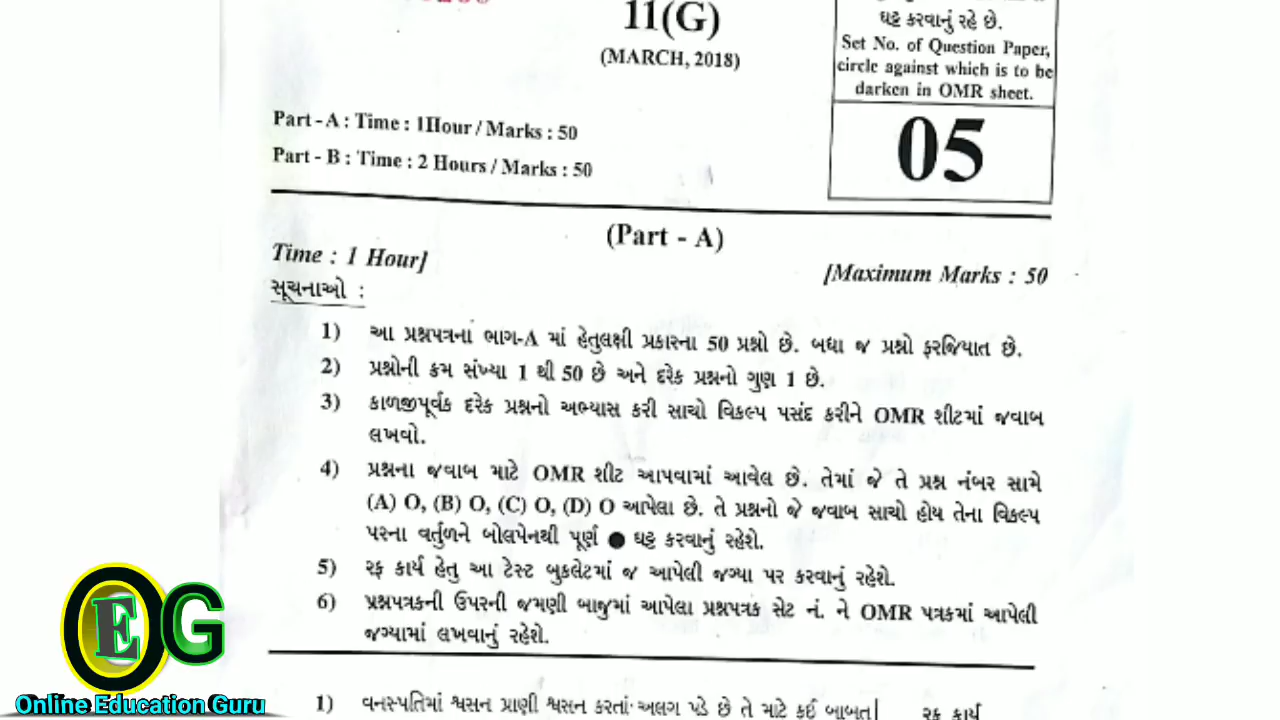 11(G)
(MARCH, 2018)
ઘટ્ટ કરવાનું રહે છે.
Set No. of Question Paper,
circle against which is to be
darken in OMR sheet.
05
Part - A : Time : 1Hour / Marks : 50
Part - B : Time : 2 Hours / Marks : 50
(Part - A)
Time : 1 Hour]
[Maximum Marks : 50
સૂચનાઓ :
1) આ પ્રશ્નપત્રનાં ભાગ-A માં હેતુલક્ષી પ્રકારના 50 પ્રશ્નો છે. બધા જ પ્રશ્નો ફરજિયાત છે.
2) પ્રશ્નોની ક્રમ સંખ્યા 1 થી 50 છે અને દરેક પ્રશ્નનો ગુણ 1 છે.
3) કાળજીપૂર્વક દરેક પ્રશ્નનો અભ્યાસ કરી સાચો વિકલ્પ પસંદ કરીને OMR શીટમાં જવાબ
લખવો.
4) પ્રશ્નના જવાબ માટે OMR શીટ આપવામાં આવેલ છે. તેમાં જે તે પ્રશ્ન નંબર સામે
(A) O, (B) O, (C) O, (D) O આપેલા છે. તે પ્રશ્નનો જે જવાબ સાચો હોય તેના વિકલ્પ
પરના વર્તુળને બોલપેનથી પૂર્ણ ● ઘટ્ટ કરવાનું રહેશે.
5) રફ કાર્ય હેતુ આ ટેસ્ટ બુકલેટમાં જ આપેલી જગ્યા પર કરવાનું રહેશે.
6) પ્રશ્નપત્રકની ઉપરની જમણી બાજુમાં આપેલા પ્રશ્નપત્રક સેટ નં. ને OMR પત્રકમાં આપેલી
જગ્યામાં લખવાનું રહેશે.
1) વનસ્પતિમાં શ્વસન પ્રાણી શ્વસન કરતાં અલગ પડે છે તે માટે કઈ બાબત
રફ કાર્ય
OEG
Online Education Guru